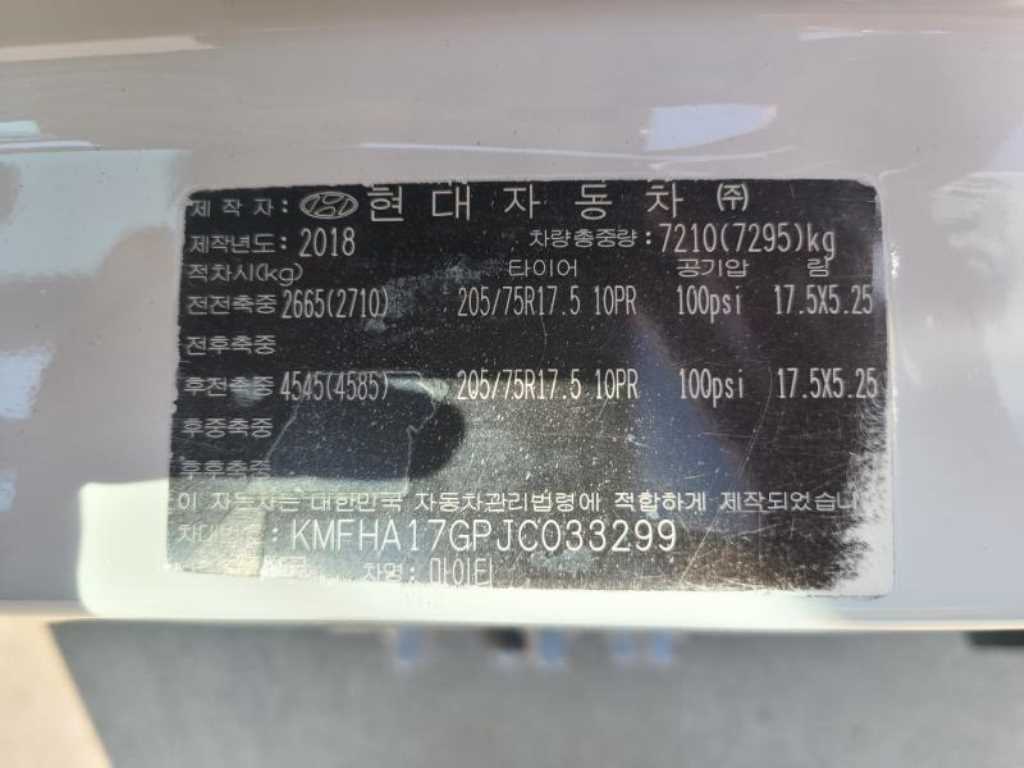 제 작 자 : 현 대 자 동 차 ㈜
제작년도 : 2018 차량총중량 : 7210(7295)kg
적차시(kg) 타이어 공기압 림
전전축중 2665(2710) 205/75R17.5 10PR 100psi 17.5X5.25
전후축중
후전축중 4545(4585) 205/75R17.5 10PR 100psi 17.5X5.25
후중축중
후후축중
이 자동차는 대한민국 자동차관리법령에 적합하게 제작되었습니
차대번호 : KMFHA17GPJC033299
차명 : 마이티